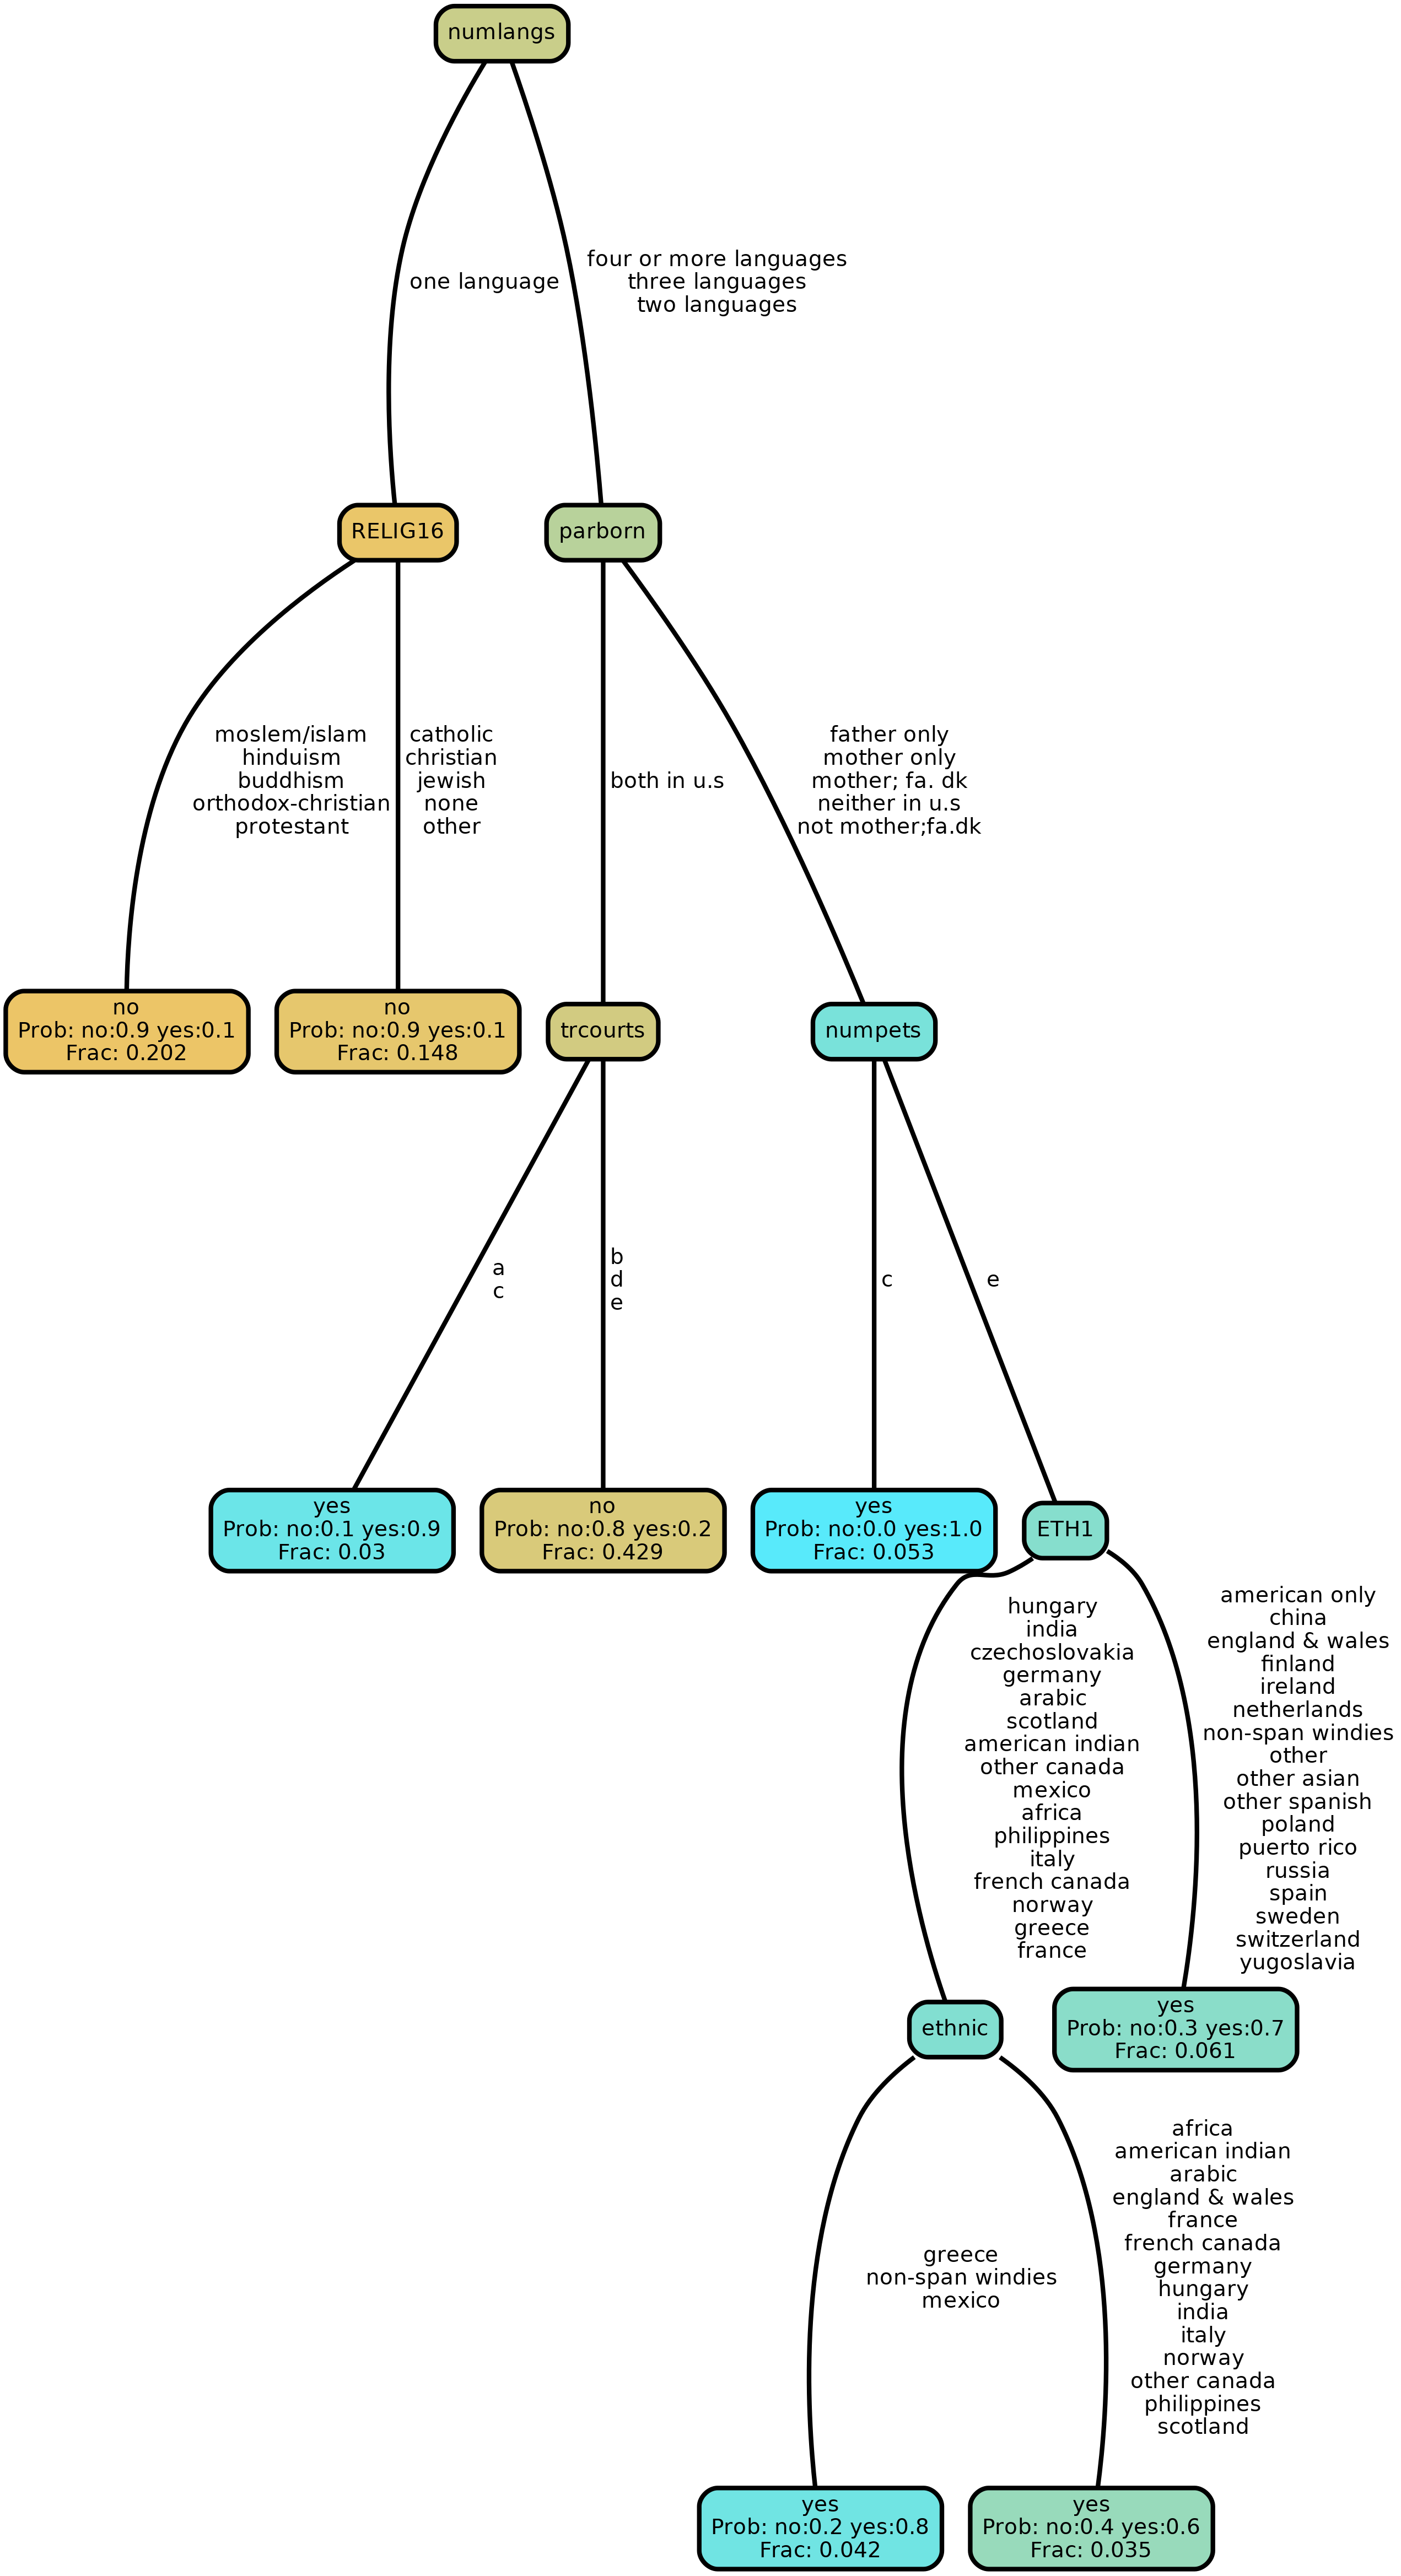 numlangs
one language
four or more languages
three languages
two languages
RELIG16
parborn
moslem/islam
hinduism
buddhism
orthodox-christian
protestant
catholic
christian
jewish
none
other
both in u.s
father only
mother only
mother; fa. dk
neither in u.s
not mother;fa.dk
no
Prob: no:0.9 yes:0.1
Frac: 0.202
no
Prob: no:0.9 yes:0.1
Frac: 0.148
trcourts
numpets
a
c
b
d
e
c
e
yes
Prob: no:0.1 yes:0.9
Frac: 0.03
no
Prob: no:0.8 yes:0.2
Frac: 0.429
yes
Prob: no:0.0 yes:1.0
Frac: 0.053
ETH1
hungary
india
czechoslovakia
germany
arabic
scotland
american indian
other canada
mexico
africa
philippines
italy
french canada
norway
greece
france
american only
china
england & wales
finland
ireland
netherlands
non-span windies
other
other asian
other spanish
poland
puerto rico
russia
spain
sweden
switzerland
yugoslavia
ethnic
yes
Prob: no:0.3 yes:0.7
Frac: 0.061
greece
non-span windies
mexico
africa
american indian
arabic
england & wales
france
french canada
germany
hungary
india
italy
norway
other canada
philippines
scotland
yes
Prob: no:0.2 yes:0.8
Frac: 0.042
yes
Prob: no:0.4 yes:0.6
Frac: 0.035